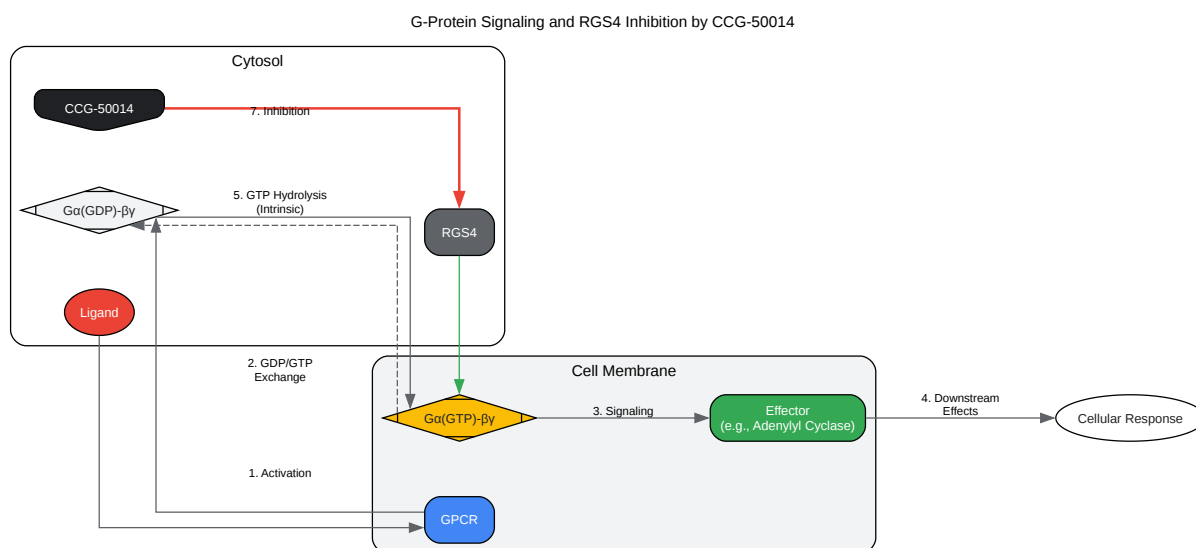 G-Protein Signaling and RGS4 Inhibition by CCG-50014
Cytosol
CCG-50014
7. Inhibition
5. GTP Hydrolysis
(Intrinsic)
Gα(GDP)-βγ
RGS4
Ligand
2. GDP/GTP
Exchange
Cell Membrane
Gα(GTP)-βγ
3. Signaling
Effector
(e.g., Adenylyl Cyclase)
4. Downstream
Effects
Cellular Response
1. Activation
GPCR